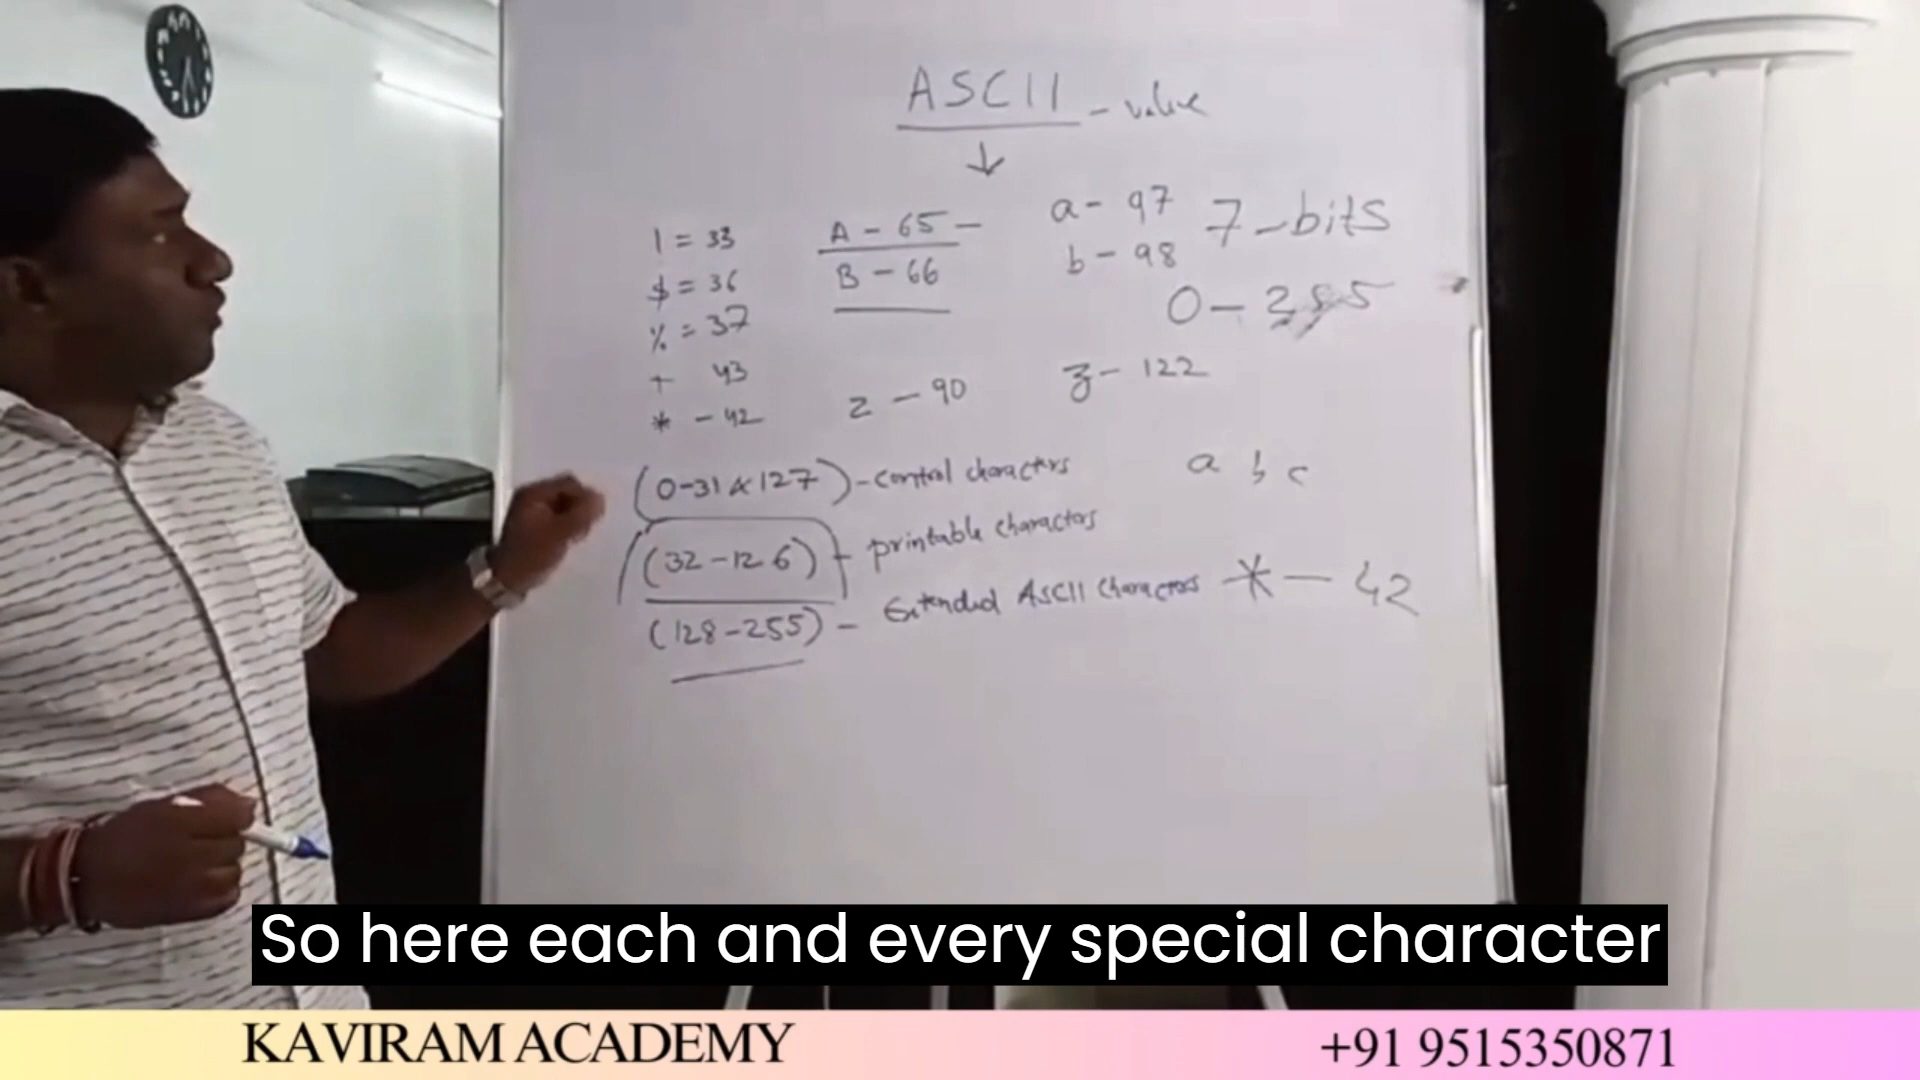 ASCII - value
↓
! = 33
$ = 36
% = 37
+ 43
* - 42
A - 65 -
B - 66
z - 90
a - 97
b - 98
z - 122
7-bits
0 - 255
a b c
(0-31 & 127) - control characters
(32-126) - printable charactors
(128-255) - Extended ASCII Characters
* - 42
So here each and every special character
KAVIRAM ACADEMY
+91 9515350871